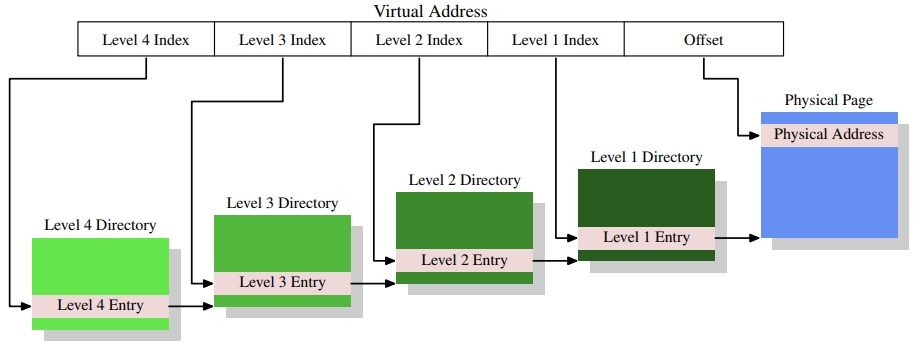 Virtual Address
Level 4 Index
Level 3 Index
Level 2 Index
Level 1 Index
Offset
Physical Page
Physical Address
Level 1 Directory
Level 1 Entry
Level 2 Directory
Level 2 Entry
Level 3 Directory
Level 3 Entry
Level 4 Directory
Level 4 Entry